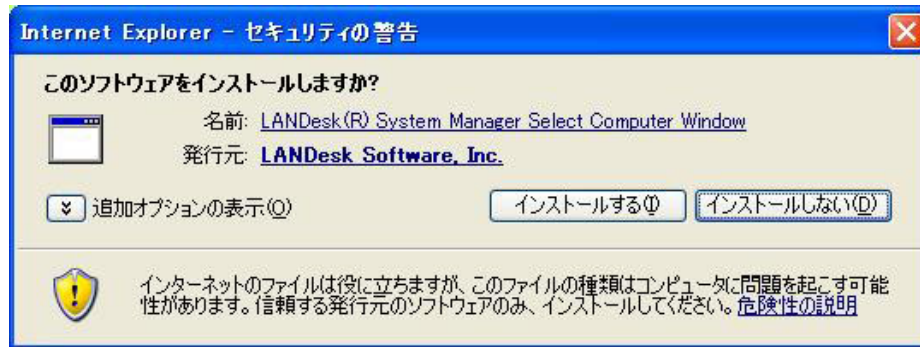 Internet Explorer - セキュリティの警告
このソフトウェアをインストールしますか?
名前: LANDesk(R) System Manager Select Computer Window
発行元: LANDesk Software, Inc.
追加オプションの表示(O)
インストールする(I)
インストールしない(D)
インターネットのファイルは役に立ちますが、このファイルの種類はコンピュータに問題を起こす可能
性があります。信頼する発行元のソフトウェアのみ、インストールしてください。危険性の説明